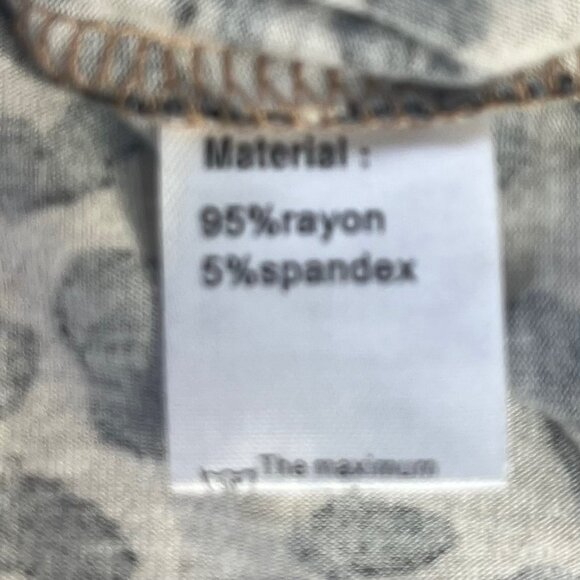 Material :
95%rayon
5%spandex
The maximum